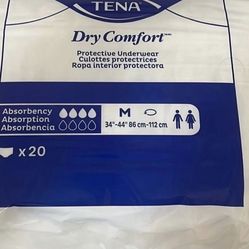 TENA
Dry Comfort™
Protective Underwear
Culottes protectrices
Ropa interior protectora
Absorbency
Absorption
Absorbencia
M
34"-44" 86 cm-112 cm
x 20